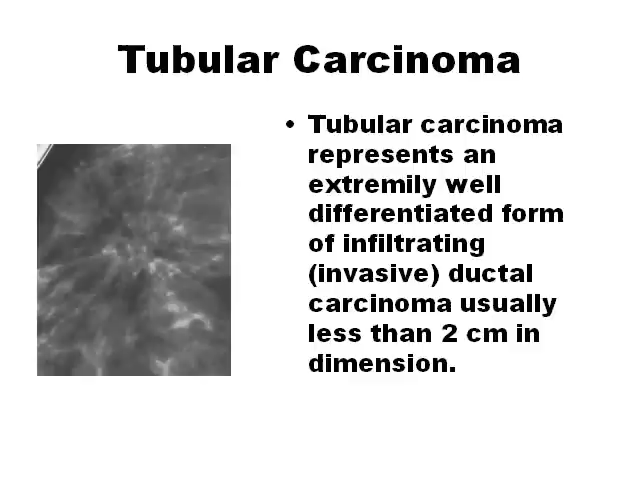 Tubular Carcinoma
• Tubular carcinoma
represents an
extremily well
differentiated form
of infiltrating
(invasive) ductal
carcinoma usually
less than 2 cm in
dimension.